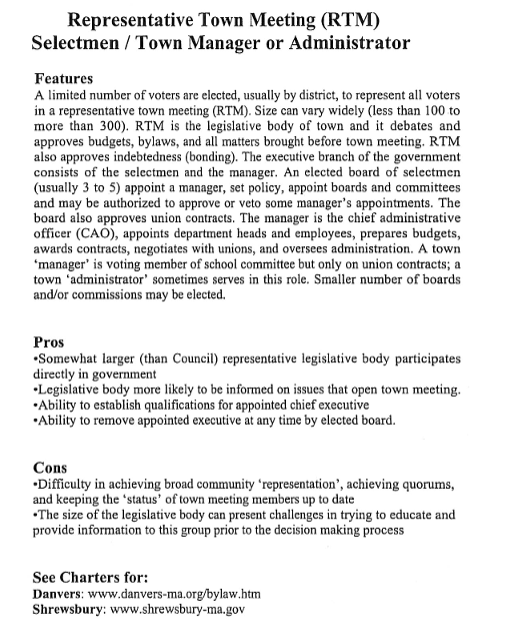 Representative Town Meeting (RTM)
Selectmen / Town Manager or Administrator
Features
A limited number of voters are elected, usually by district, to represent all voters
in a representative town meeting (RTM). Size can vary widely (less than 100 to
more than 300). RTM is the legislative body of town and it debates and
approves budgets, bylaws, and all matters brought before town meeting. RTM
also approves indebtedness (bonding). The executive branch of the government
consists of the selectmen and the manager. An elected board of selectmen
(usually 3 to 5) appoint a manager, set policy, appoint boards and committees
and may be authorized to approve or veto some manager's appointments. The
board also approves union contracts. The manager is the chief administrative
officer (CAO), appoints department heads and employees, prepares budgets,
awards contracts, negotiates with unions, and oversees administration. A town
'manager' is voting member of school committee but only on union contracts; a
town 'administrator' sometimes serves in this role. Smaller number of boards
and/or commissions may be elected.
Pros
•Somewhat larger (than Council) representative legislative body participates
directly in government
•Legislative body more likely to be informed on issues that open town meeting.
•Ability to establish qualifications for appointed chief executive
•Ability to remove appointed executive at any time by elected board.
Cons
•Difficulty in achieving broad community 'representation', achieving quorums,
and keeping the 'status' of town meeting members up to date
•The size of the legislative body can present challenges in trying to educate and
provide information to this group prior to the decision making process
See Charters for:
Danvers: www.danvers-ma.org/bylaw.htm
Shrewsbury: www.shrewsbury-ma.gov